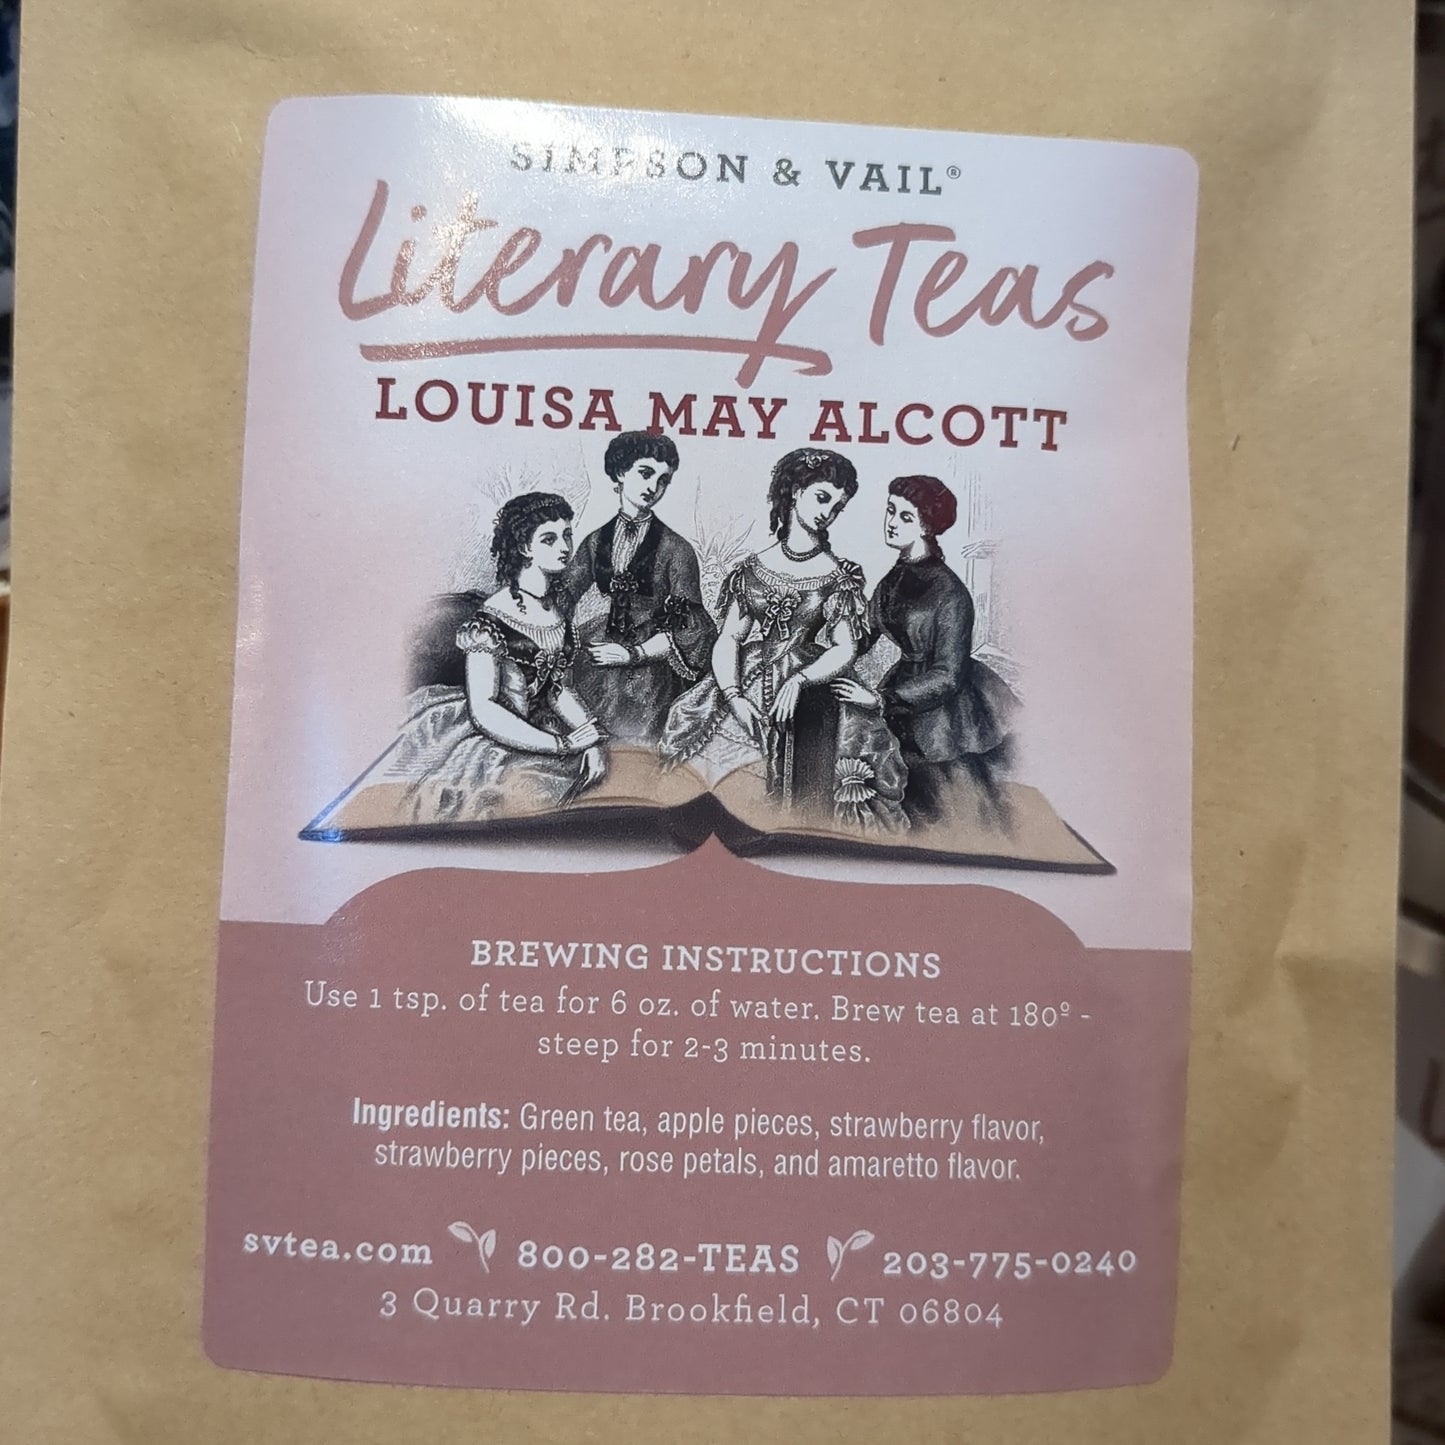 SIMPSON & VAIL®
Literary Teas
LOUISA MAY ALCOTT
BREWING INSTRUCTIONS
Use 1 tsp. of tea for 6 oz. of water. Brew tea at 180º -
steep for 2-3 minutes.
Ingredients: Green tea, apple pieces, strawberry flavor,
strawberry pieces, rose petals, and amaretto flavor.
svtea.com 800-282-TEAS 203-775-0240
3 Quarry Rd. Brookfield, CT 06804